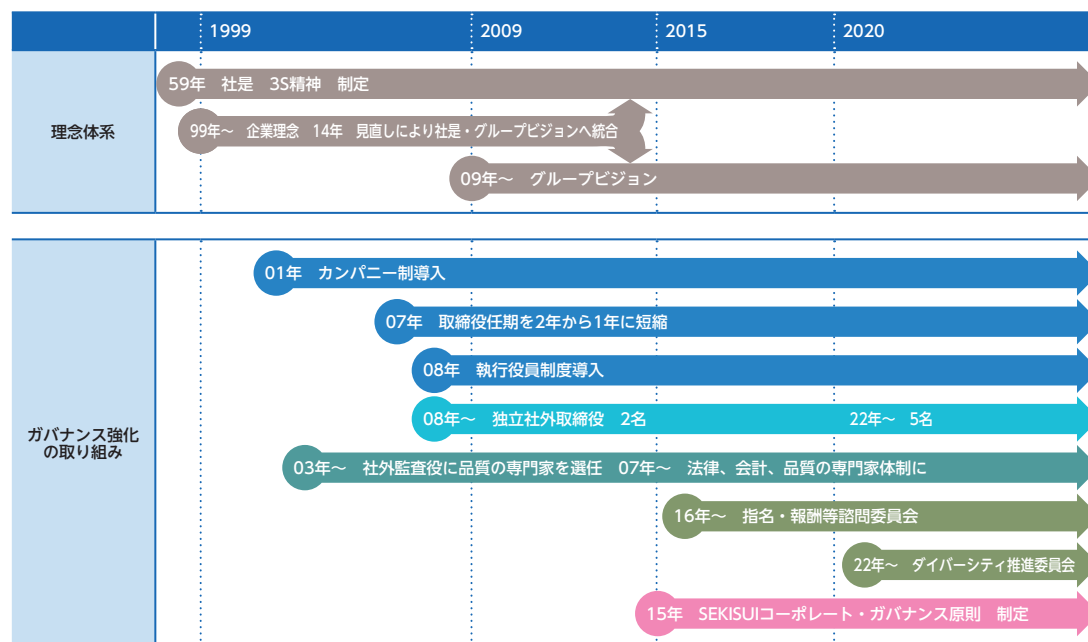 1999 2009 2015 2020
理念体系
59年 社是 3S精神 制定
99年～ 企業理念 14年 見直しにより社是・グループビジョンへ統合
09年～ グループビジョン
ガバナンス強化
の取り組み
01年 カンパニー制導入
07年 取締役任期を2年から1年に短縮
08年 執行役員制度導入
08年～ 独立社外取締役 2名 22年～ 5名
03年～ 社外監査役に品質の専門家を選任 07年～ 法律、会計、品質の専門家体制に
16年～ 指名・報酬等諮問委員会
22年～ ダイバーシティ推進委員会
15年 SEKISUIコーポレート・ガバナンス原則 制定